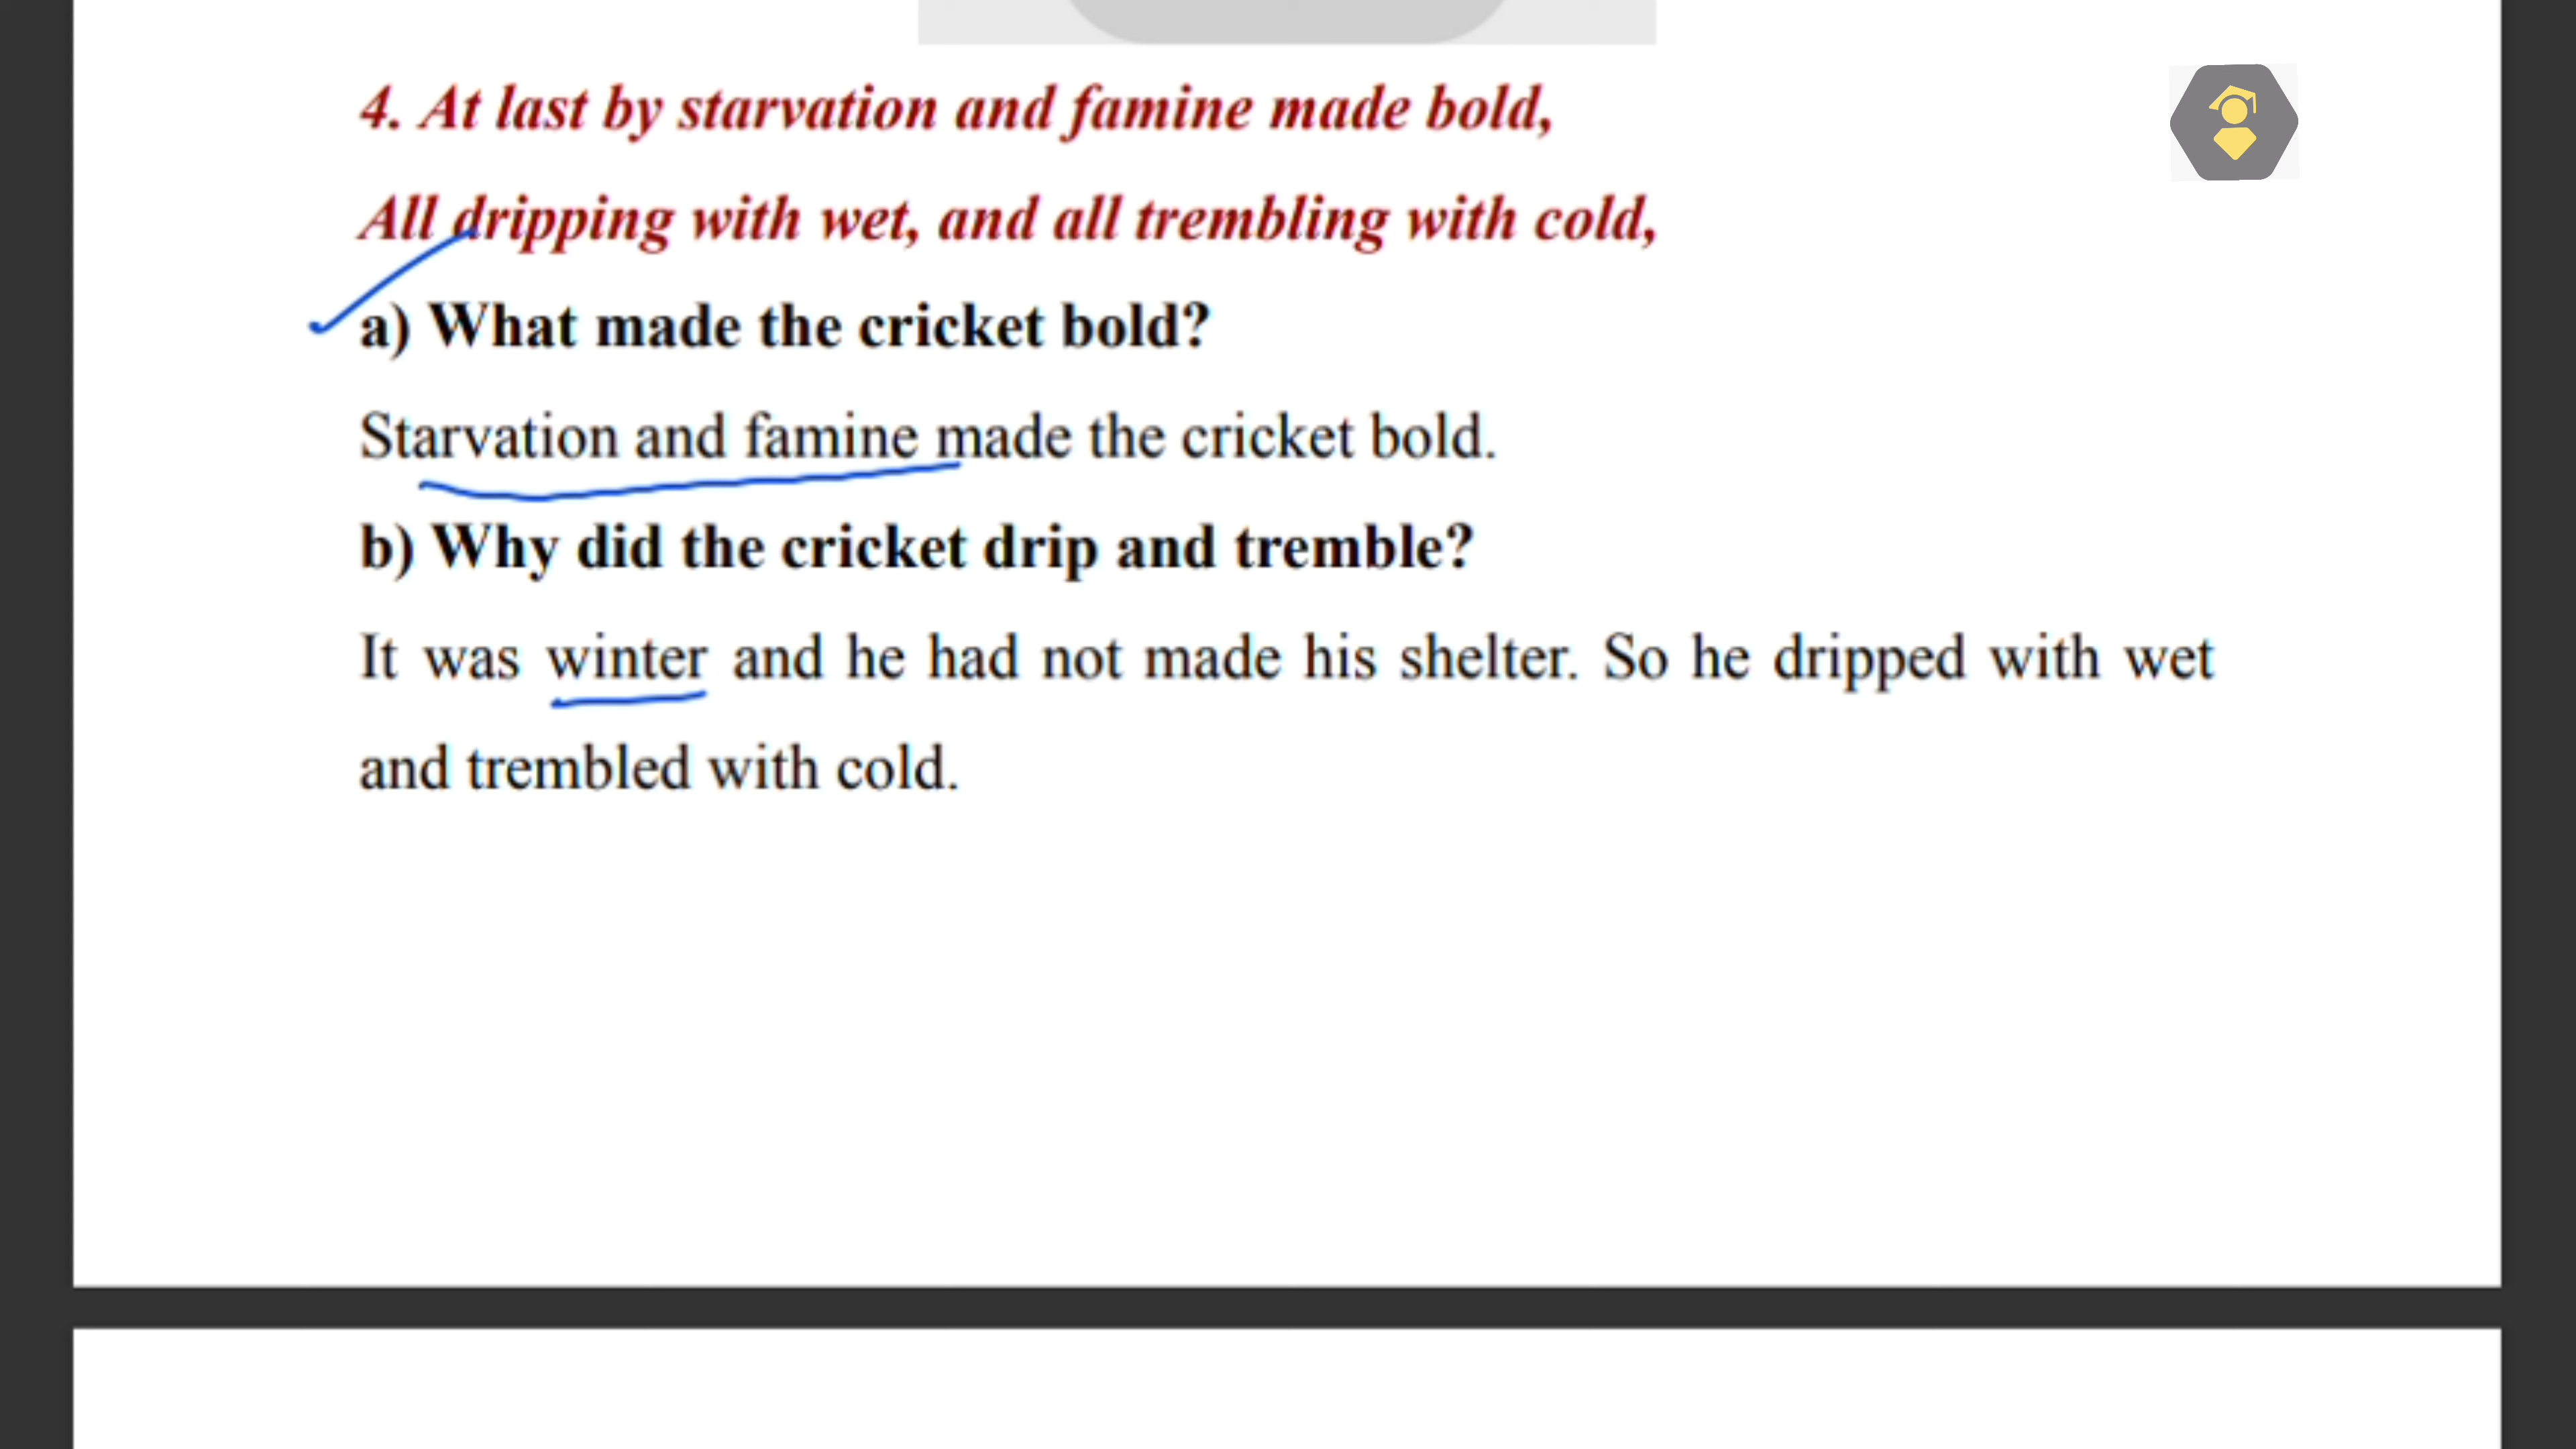 4. At last by starvation and famine made bold,
All dripping with wet, and all trembling with cold,
a) What made the cricket bold?
Starvation and famine made the cricket bold.
b) Why did the cricket drip and tremble?
It was winter and he had not made his shelter. So he dripped with wet
and trembled with cold.